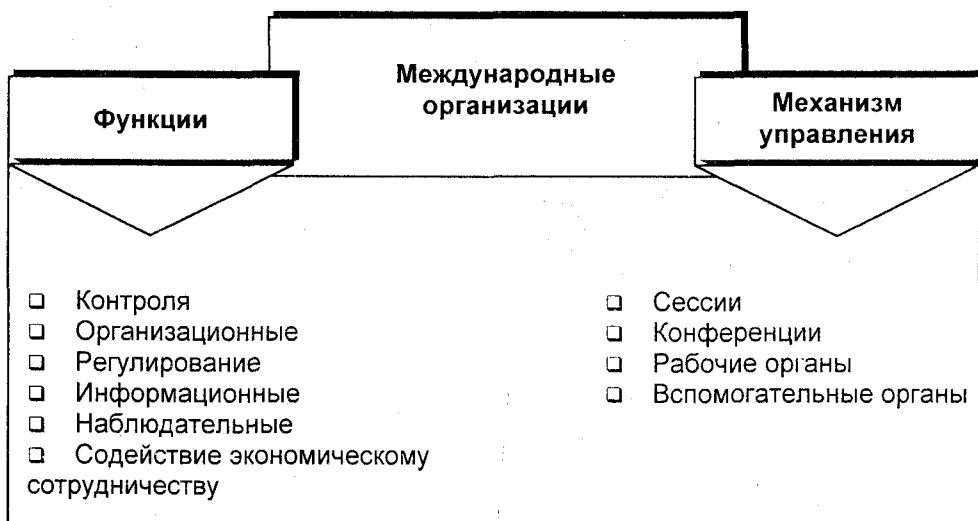 Международные
организации
Функции
Механизм
управления
❑ Контроля
❑ Организационные
❑ Регулирование
❑ Информационные
❑ Наблюдательные
❑ Содействие экономическому
сотрудничеству
❑ Сессии
❑ Конференции
❑ Рабочие органы
❑ Вспомогательные органы